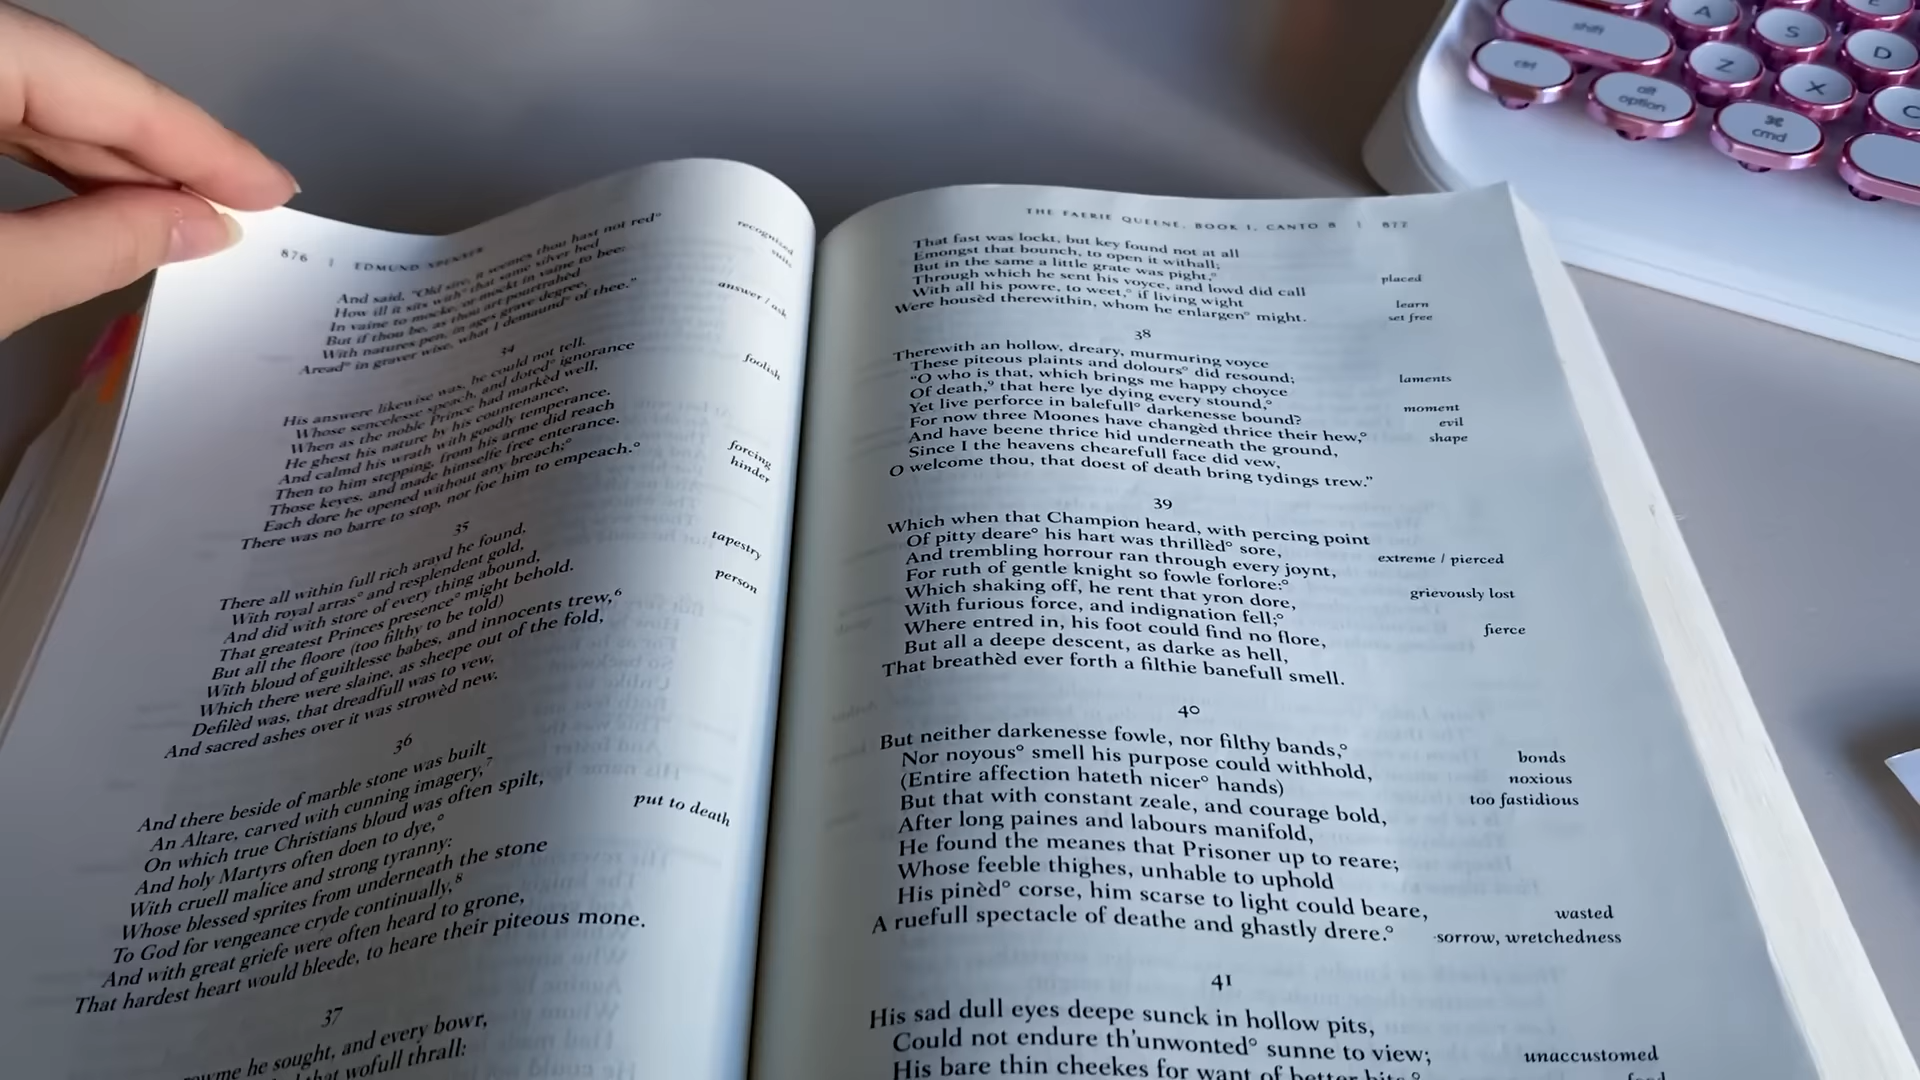 876 | EDMUND SPENSER
And said, "Old sire, it seemes thou hast not red°
recognized
How ill it sits with° that same silver hed
suits
In vaine to mocke, or mockt in vaine to bee:
But if thou be, as thou art pourtrahèd
With natures pen, in ages grave degree,
Aread° in graver wise, what I demaund° of thee."
answer / ask
34
His answere likewise was, he could not tell.
Whose sencelesse speach, and doted° ignorance
foolish
When as the noble Prince had markèd well,
He ghest his nature by his countenance,
And calmd his wrath with goodly temperance.
Then to him stepping, from his arme did reach
Those keyes, and made himselfe free enterance.
Each dore he opened without any breach;°
forcing
There was no barre to stop, nor foe him to empeach.°
hinder
35
There all within full rich arayd he found,
With royal arras° and resplendent gold,
tapestry
And did with store of every thing abound,
That greatest Princes presence° might behold.
person
But all the floore (too filthy to be told)
With bloud of guiltlesse babes, and innocents trew,6
Which there were slaine, as sheepe out of the fold,
Defilèd was, that dreadfull was to vew,
And sacred ashes over it was strowèd new.
36
And there beside of marble stone was built
An Altare, carved with cunning imagery,7
On which true Christians bloud was often spilt,
And holy Martyrs often doen to dye,°
put to death
With cruell malice and strong tyranny:
Whose blessed sprites from underneath the stone
To God for vengeance cryde continually,8
And with great griefe were often heard to grone,
That hardest heart would bleede, to heare their piteous mone.
37
he sought, and every bowr,
that wofull thrall:
THE FAERIE QUEENE, BOOK 1, CANTO 8 | 877
That fast was lockt, but key found not at all
Emongst that bounch, to open it withall;
But in the same a little grate was pight,°
placed
Through which he sent his voyce, and lowd did call
With all his powre, to weet,° if living wight
learn
Were housèd therewithin, whom he enlargen° might.
set free
38
Therewith an hollow, dreary, murmuring voyce
These piteous plaints and dolours° did resound;
laments
"O who is that, which brings me happy choyce
Of death,9 that here lye dying every stound,°
moment
Yet live perforce in balefull° darkenesse bound?
evil
For now three Moones have changèd thrice their hew,°
shape
And have beene thrice hid underneath the ground,
Since I the heavens chearefull face did vew,
O welcome thou, that doest of death bring tydings trew."
39
Which when that Champion heard, with percing point
Of pitty deare° his hart was thrillèd° sore,
extreme / pierced
And trembling horrour ran through every joynt,
For ruth of gentle knight so fowle forlore:°
grievously lost
Which shaking off, he rent that yron dore,
With furious force, and indignation fell;°
fierce
Where entred in, his foot could find no flore,
But all a deepe descent, as darke as hell,
That breathèd ever forth a filthie banefull smell.
40
But neither darkenesse fowle, nor filthy bands,°
bonds
Nor noyous° smell his purpose could withhold,
noxious
(Entire affection hateth nicer° hands)
too fastidious
But that with constant zeale, and courage bold,
After long paines and labours manifold,
He found the meanes that Prisoner up to reare;
Whose feeble thighes, unhable to uphold
His pinèd° corse, him scarse to light could beare,
wasted
A ruefull spectacle of deathe and ghastly drere.°
sorrow, wretchedness
41
His sad dull eyes deepe sunck in hollow pits,
Could not endure th'unwonted° sunne to view;
unaccustomed
His bare thin cheekes for want of better bits,°
food
A
S
D
shift
Z
X
C
ctrl
alt
option
⌘
cmd